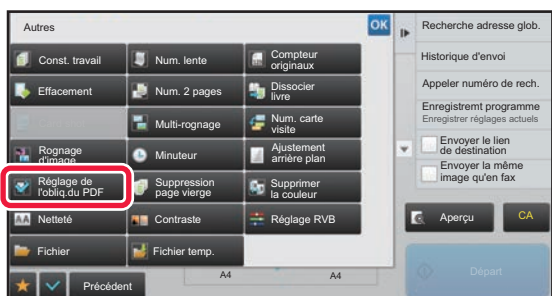 Autres
OK
Const. travail
Num. lente
Compteur
originaux
Effacement
Num. 2 pages
Dissocier
livre
Multi-rognage
Num. carte
visite
Rognage
d'image
Minuteur
Ajustement
arrière plan
Réglage de
l'obliq.du PDF
Suppression
page vierge
Supprimer
la couleur
AA
Netteté
Contraste
Réglage RVB
Fichier
Fichier temp.
Précédent
A4
A4
Recherche adresse glob.
Historique d'envoi
Appeler numéro de rech.
Enregistremt programme
Enregistrer réglages actuels
Envoyer le lien
de destination
Envoyer la même
image qu'en fax
Aperçu
CA
Départ